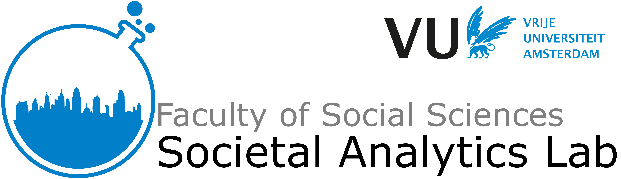 VU VRIJE
UNIVERSITEIT
AMSTERDAM
Faculty of Social Sciences
Societal Analytics Lab